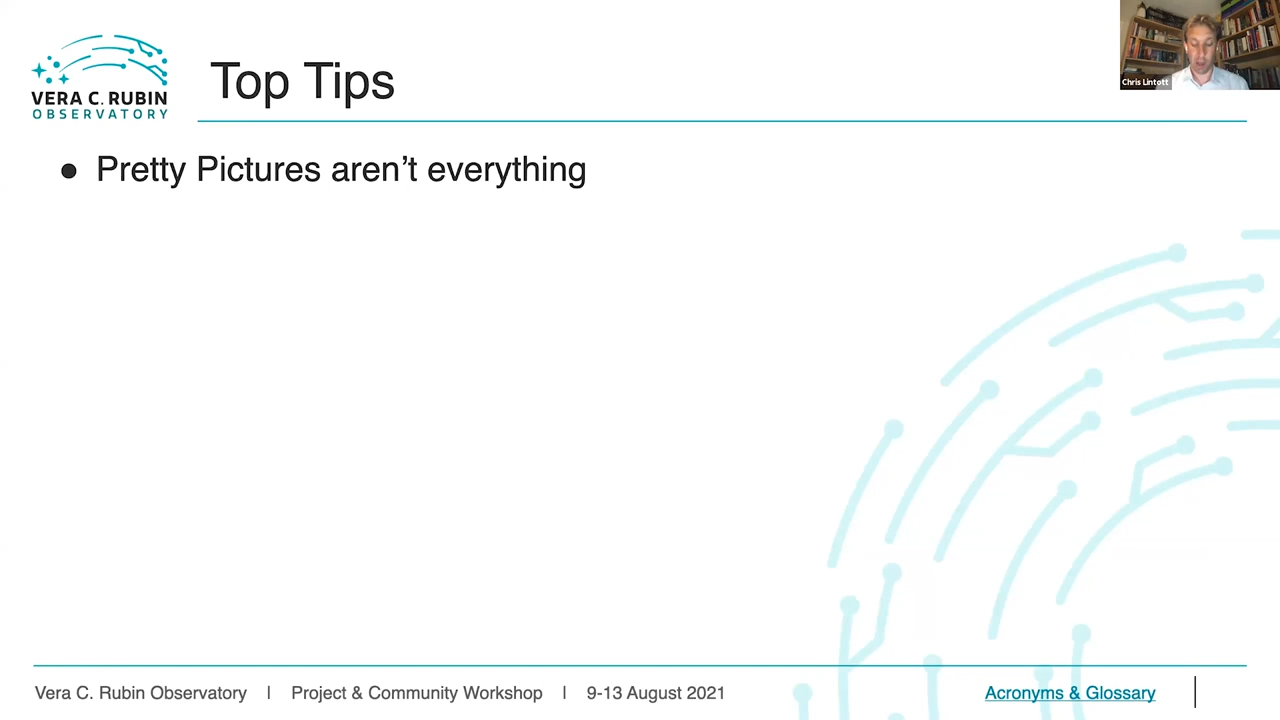 VERA C. RUBIN
OBSERVATORY
Top Tips
Chris Lintott
● Pretty Pictures aren’t everything
Vera C. Rubin Observatory | Project & Community Workshop | 9-13 August 2021
Acronyms & Glossary |